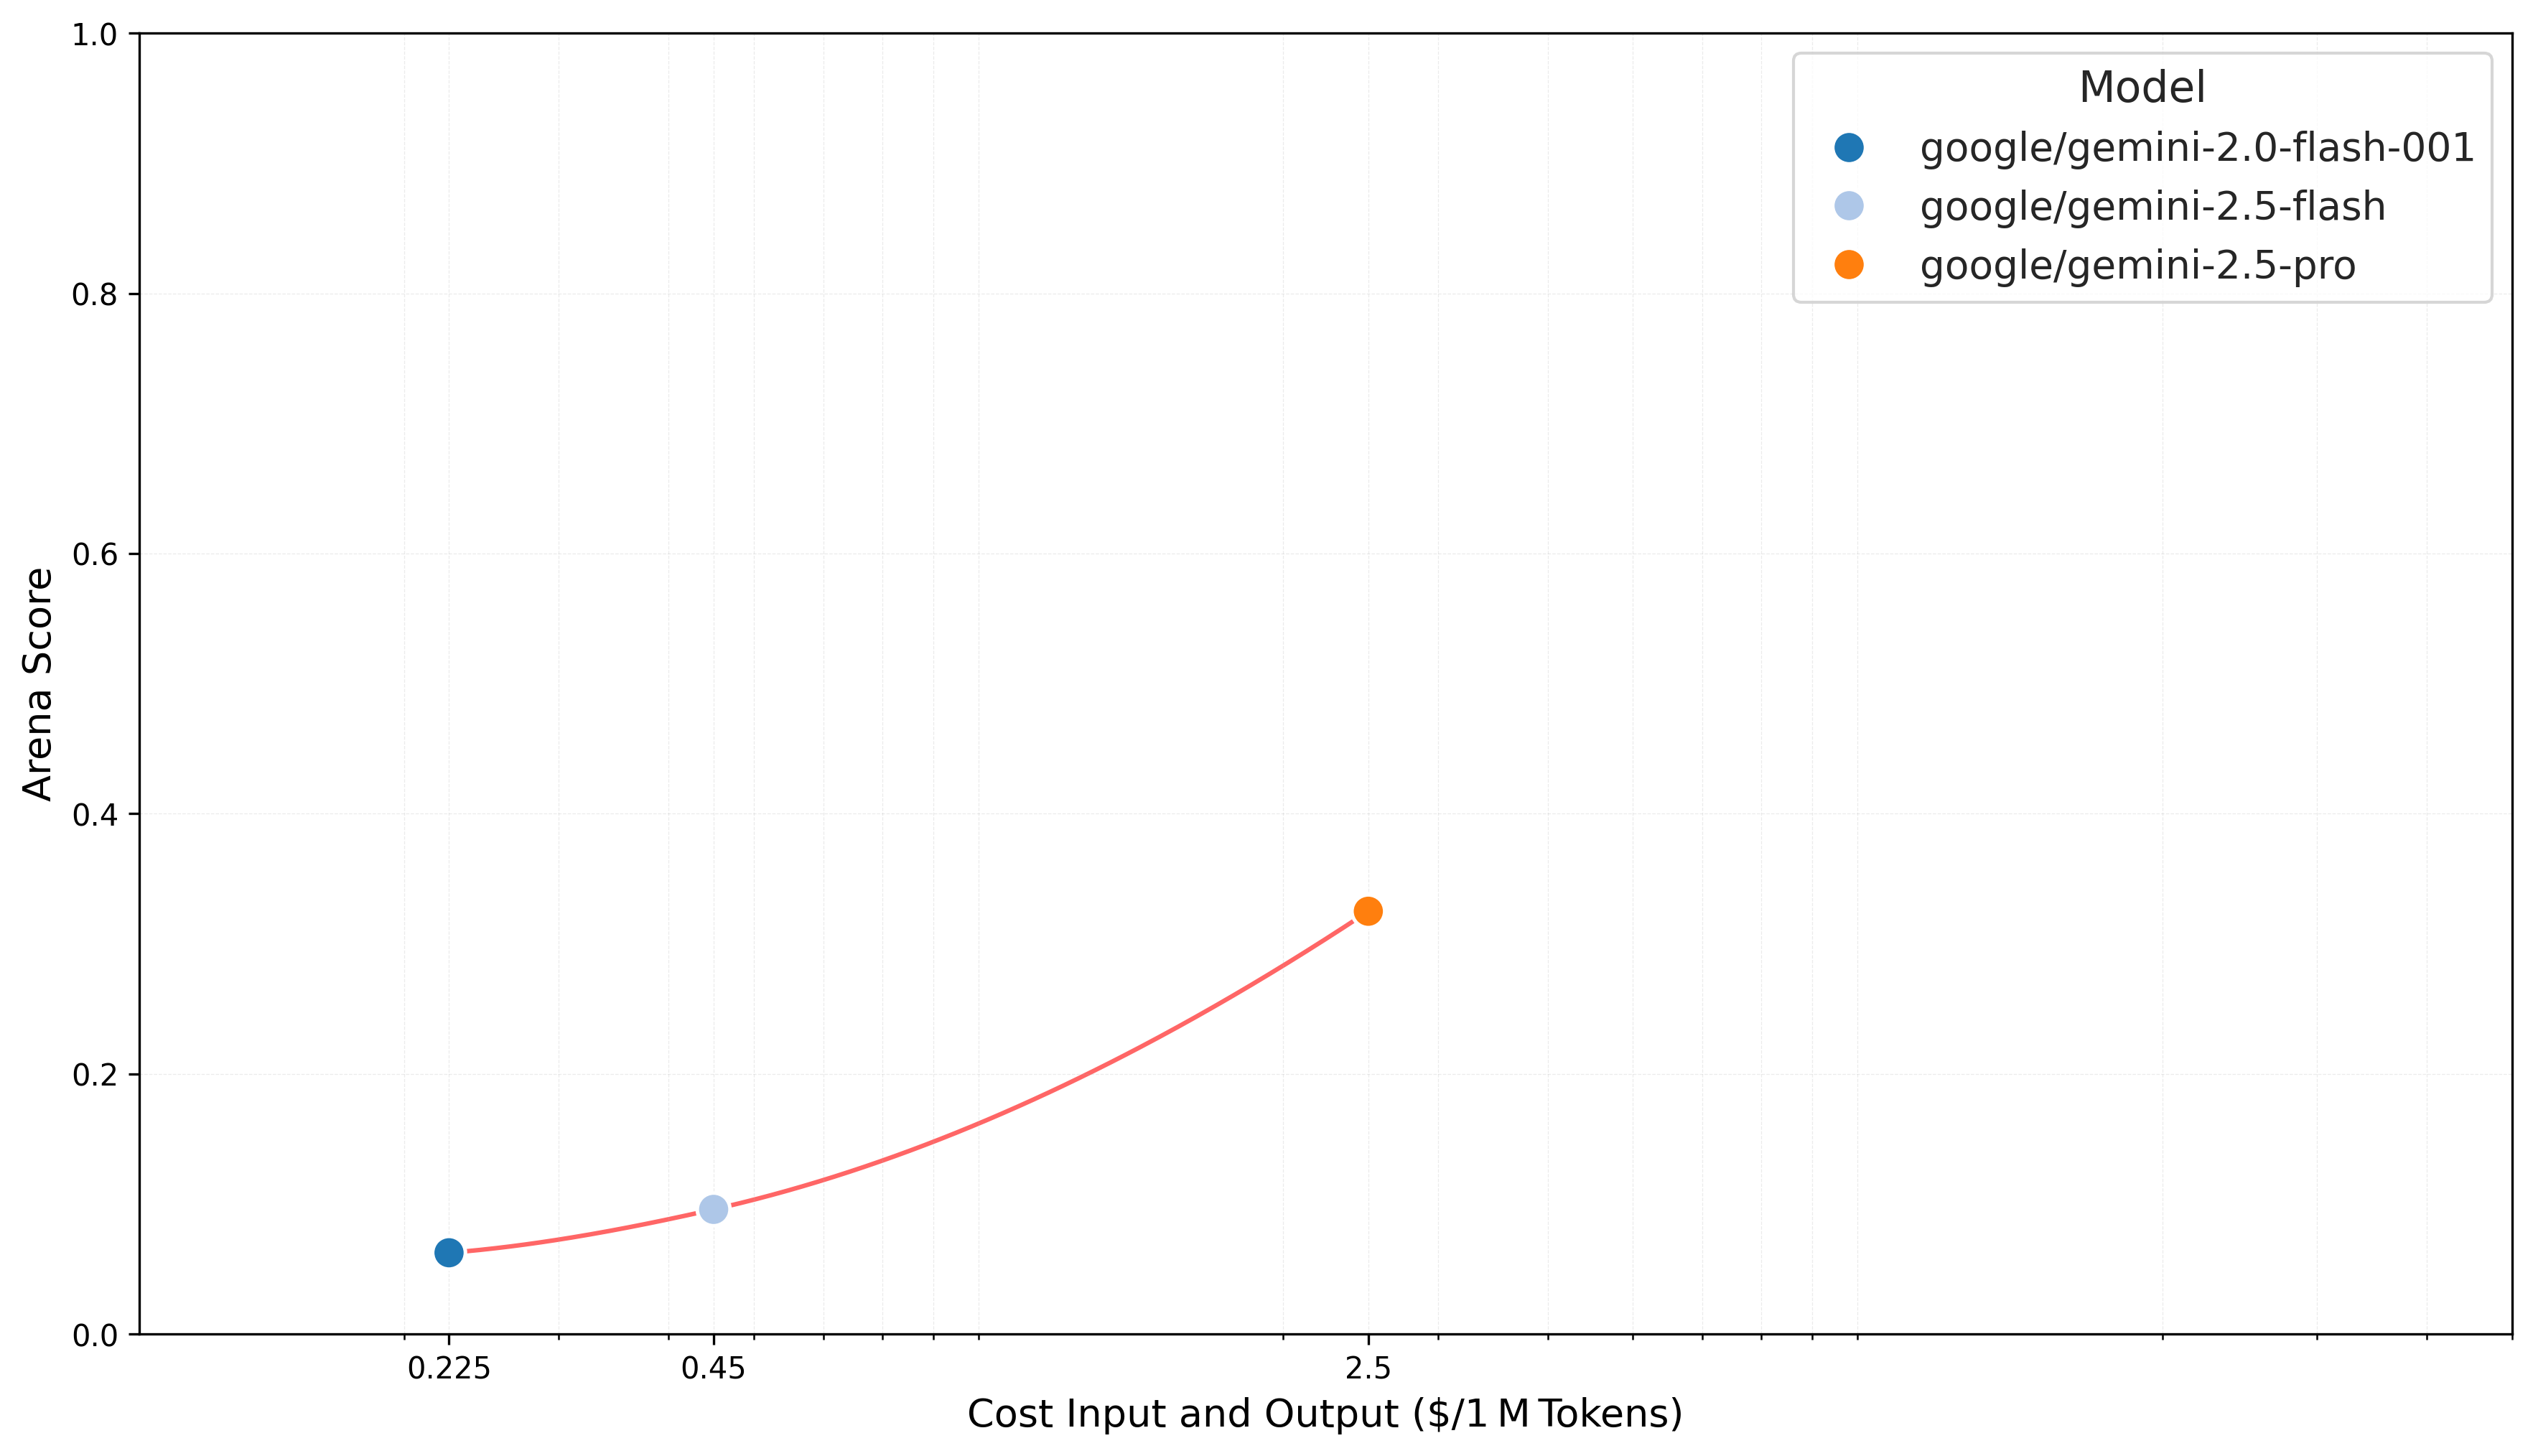 1.0
0.8
0.6
0.4
0.2
0.0
Arena Score
Model
google/gemini-2.0-flash-001
google/gemini-2.5-flash
google/gemini-2.5-pro
0.225 0.45 2.5
Cost Input and Output ($/1 M Tokens)